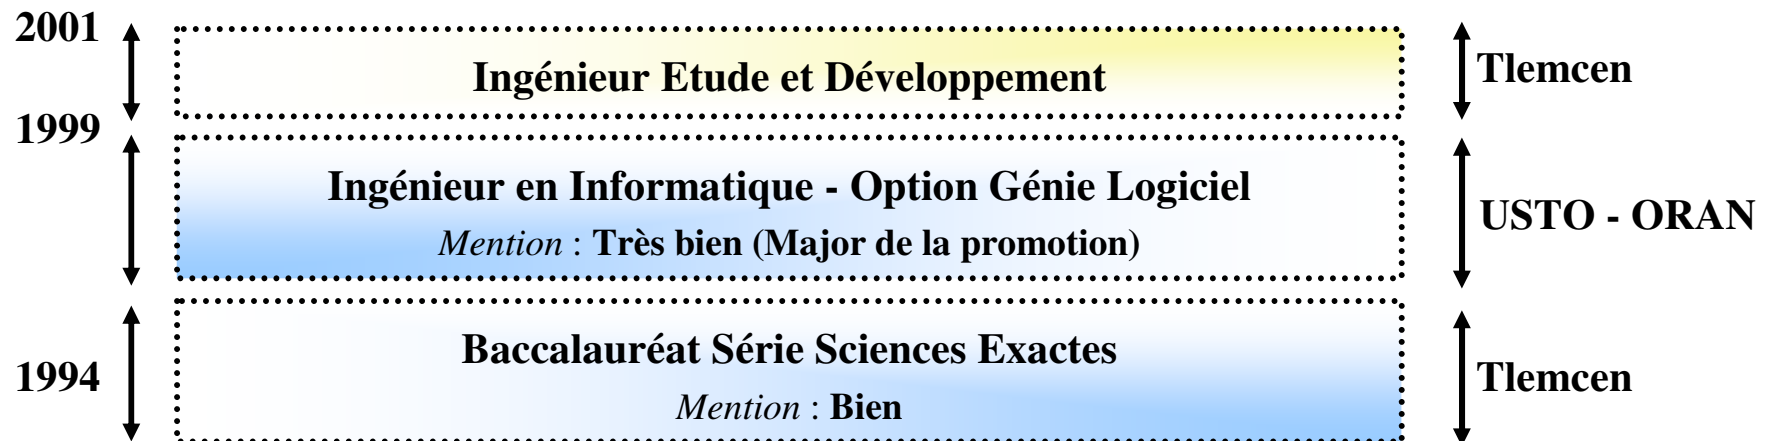 2001
Ingénieur Etude et Développement
Tlemcen
1999
Ingénieur en Informatique - Option Génie Logiciel
Mention : Très bien (Major de la promotion)
USTO - ORAN
Baccalauréat Série Sciences Exactes
1994
Mention : Bien
Tlemcen